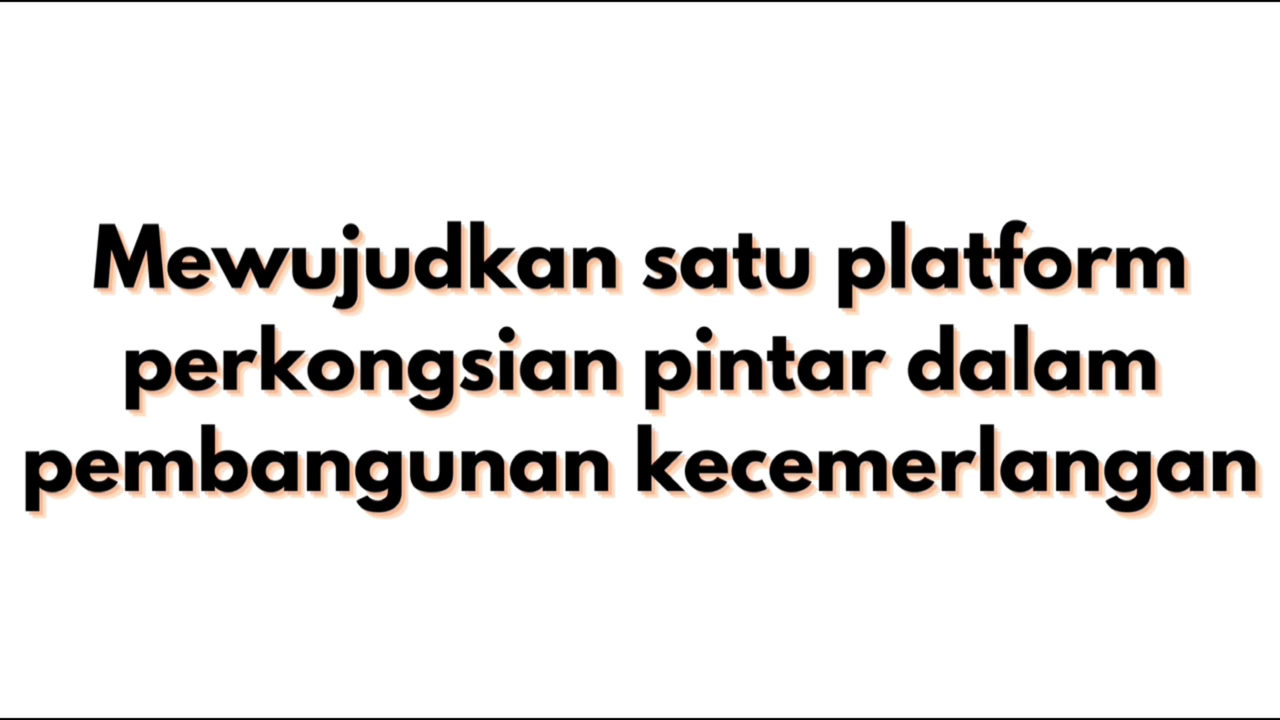 Mewujudkan satu platform
perkongsian pintar dalam
pembangunan kecemerlangan